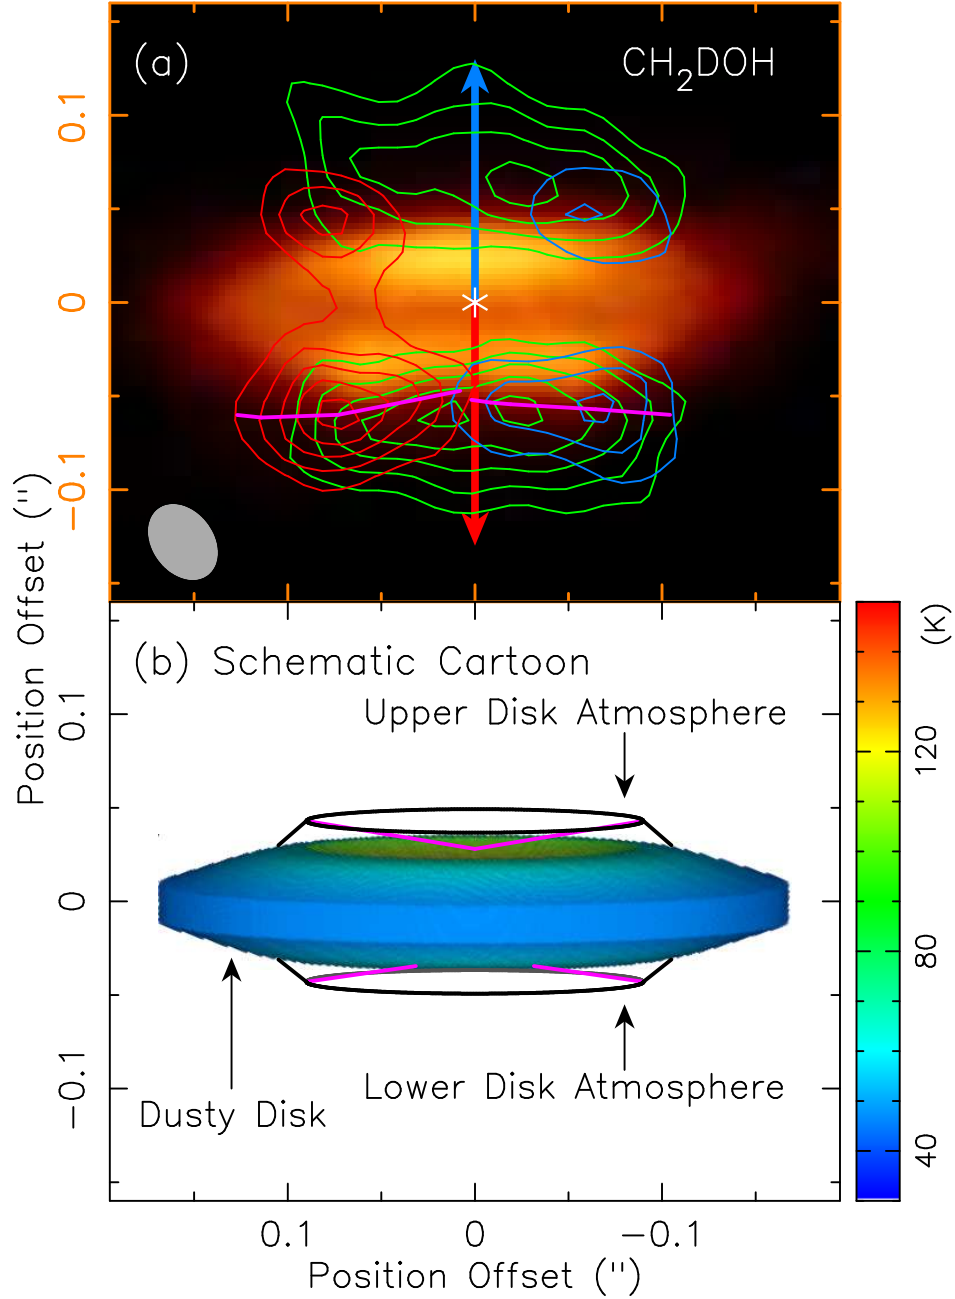 (a)
CH2DOH
0.1
0
−0.1
Position Offset (")
(b) Schematic Cartoon
Upper Disk Atmosphere
Lower Disk Atmosphere
Dusty Disk
0.1
0
−0.1
0.1
0
−0.1
Position Offset (")
(K)
120
80
40